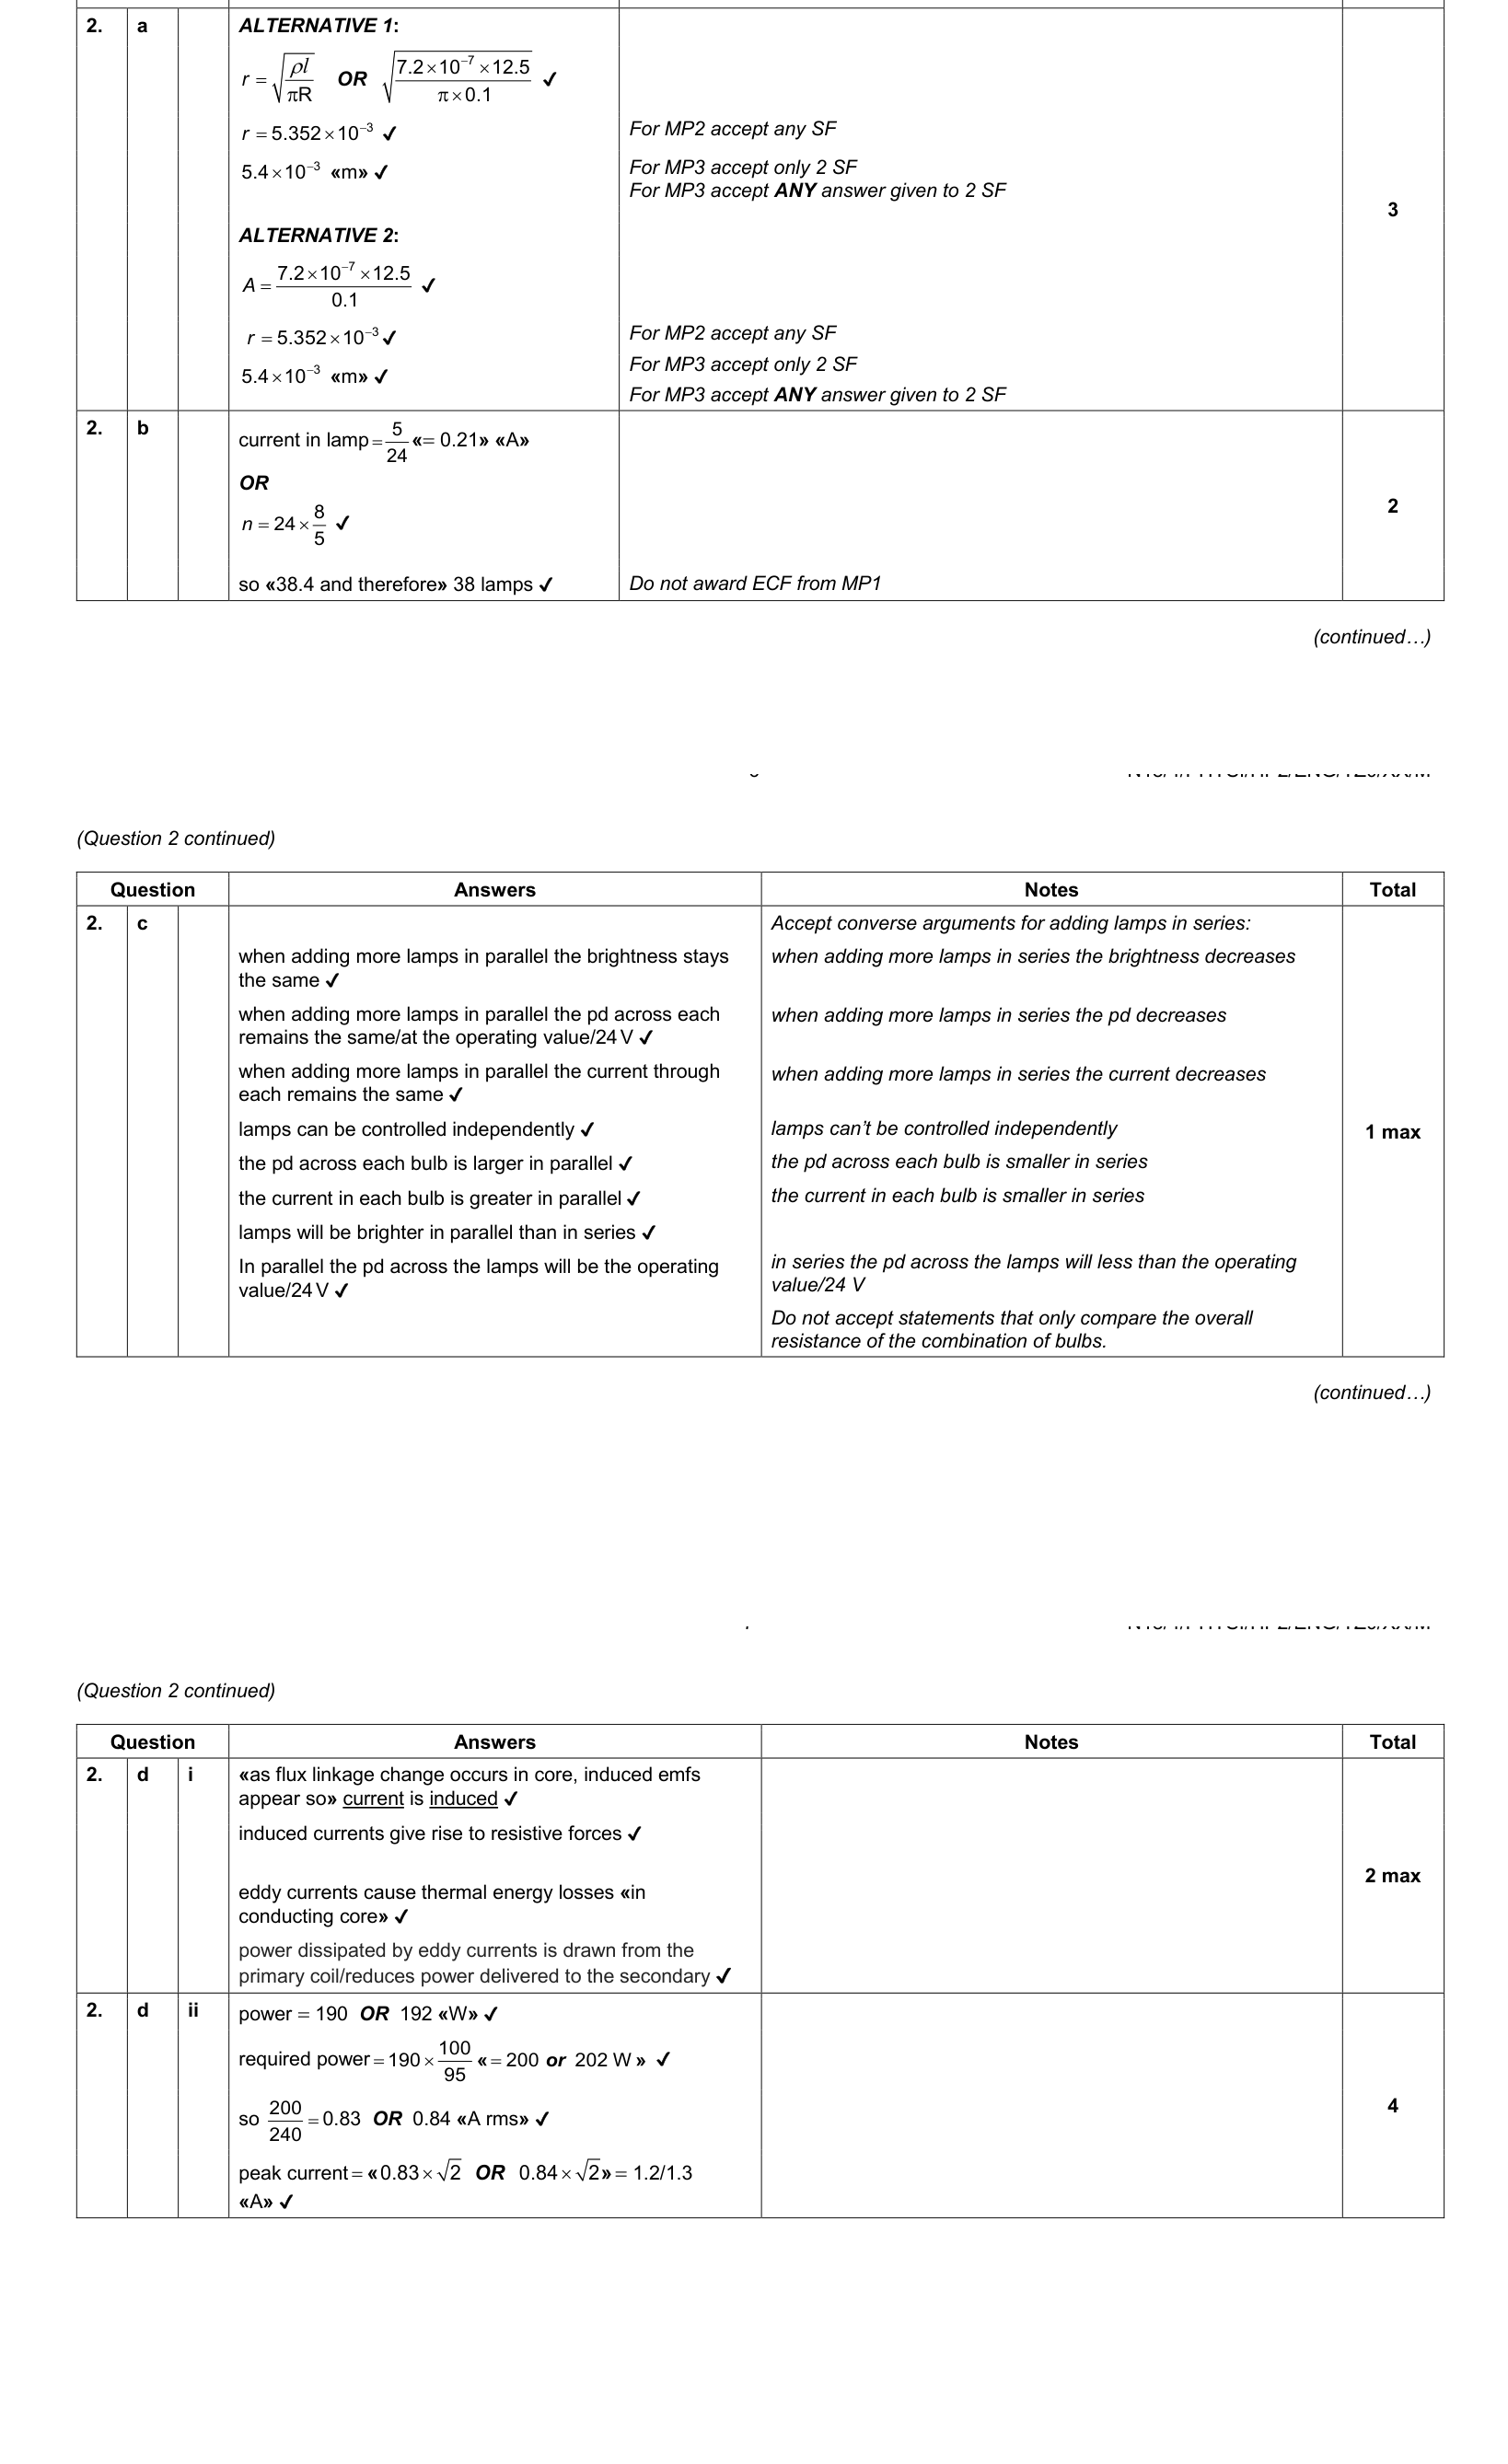 2. a ALTERNATIVE 1:
r = √(ρl/πR) OR √(7.2×10⁻⁷×12.5/π×0.1) ✓
r = 5.352×10⁻³ ✓ For MP2 accept any SF
5.4×10⁻³ «m» ✓ For MP3 accept only 2 SF
For MP3 accept ANY answer given to 2 SF
3
ALTERNATIVE 2:
A = 7.2×10⁻⁷×12.5/0.1 ✓
r = 5.352×10⁻³ ✓ For MP2 accept any SF
5.4×10⁻³ «m» ✓ For MP3 accept only 2 SF
For MP3 accept ANY answer given to 2 SF
2. b current in lamp = 5/24 «= 0.21» «A»
OR
n = 24 × 8/5 ✓
2
so «38.4 and therefore» 38 lamps ✓ Do not award ECF from MP1
(continued…)
(Question 2 continued)
Question Answers Notes Total
2. c Accept converse arguments for adding lamps in series:
when adding more lamps in parallel the brightness stays
the same ✓
when adding more lamps in series the brightness decreases
when adding more lamps in parallel the pd across each
remains the same/at the operating value/24 V ✓
when adding more lamps in series the pd decreases
when adding more lamps in parallel the current through
each remains the same ✓
when adding more lamps in series the current decreases
lamps can be controlled independently ✓ lamps can't be controlled independently
1 max
the pd across each bulb is larger in parallel ✓ the pd across each bulb is smaller in series
the current in each bulb is greater in parallel ✓ the current in each bulb is smaller in series
lamps will be brighter in parallel than in series ✓
In parallel the pd across the lamps will be the operating
value/24 V ✓
in series the pd across the lamps will less than the operating
value/24 V
Do not accept statements that only compare the overall
resistance of the combination of bulbs.
(continued…)
(Question 2 continued)
Question Answers Notes Total
2. d i «as flux linkage change occurs in core, induced emfs
appear so» current is induced ✓
induced currents give rise to resistive forces ✓
2 max
eddy currents cause thermal energy losses «in
conducting core» ✓
power dissipated by eddy currents is drawn from the
primary coil/reduces power delivered to the secondary ✓
2. d ii power = 190 OR 192 «W» ✓
required power = 190 × 100/95 «= 200 or 202 W» ✓
4
so 200/240 = 0.83 OR 0.84 «A rms» ✓
peak current = «0.83 × √2 OR 0.84 × √2» = 1.2/1.3
«A» ✓